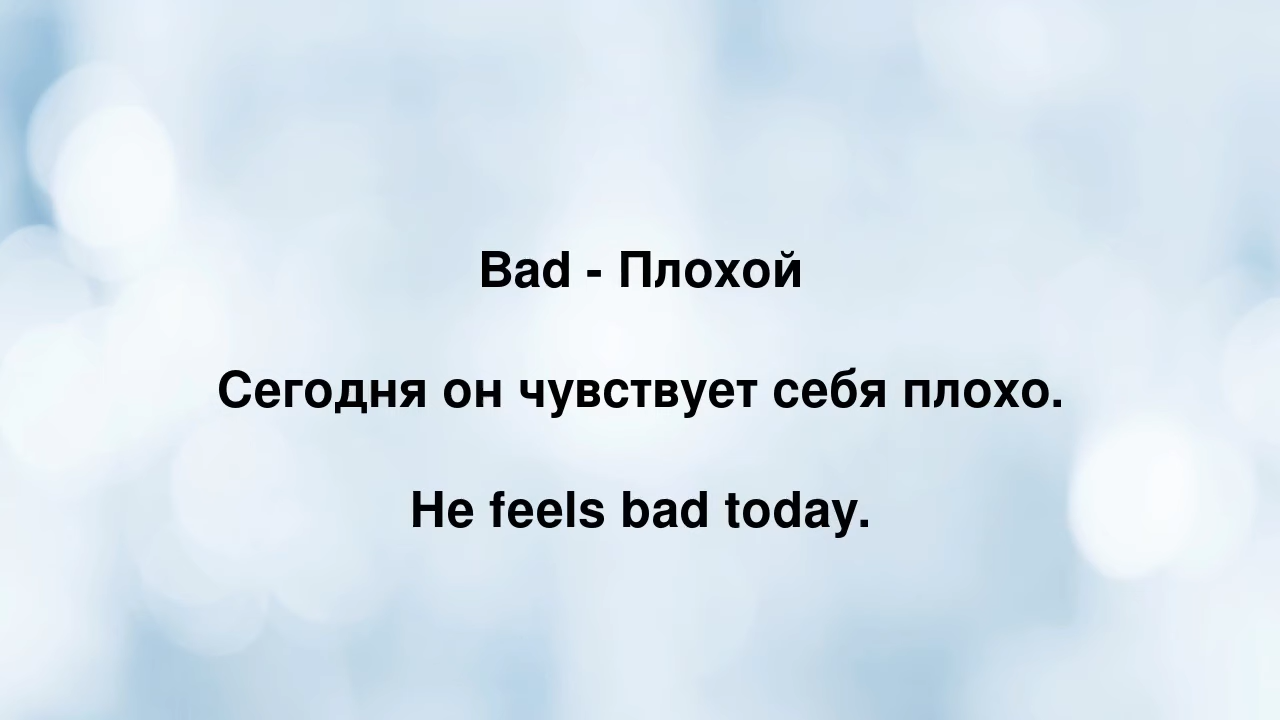 Bad - Плохой
Сегодня он чувствует себя плохо.
He feels bad today.